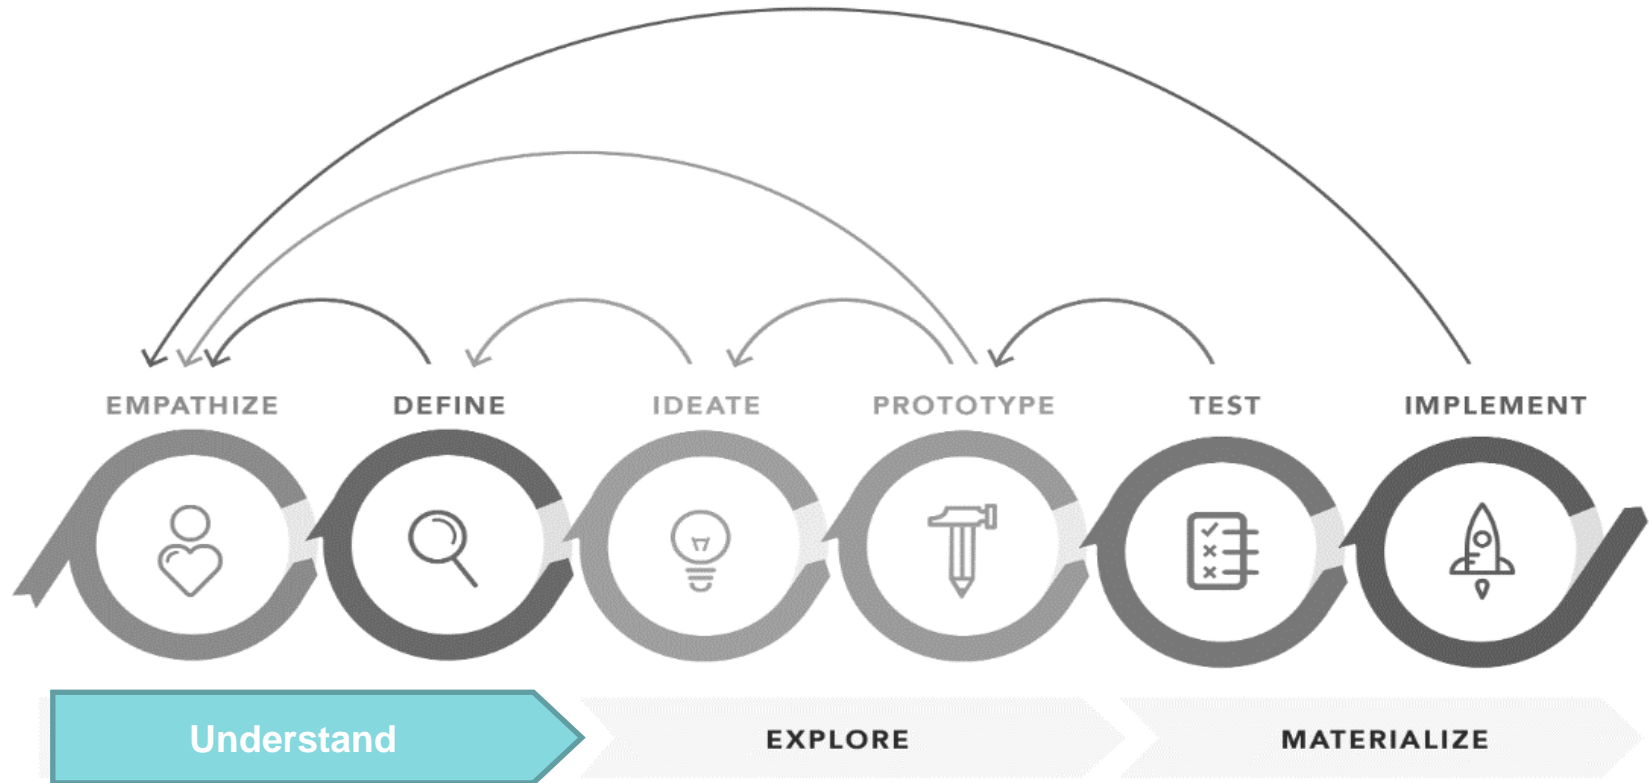 EMPATHIZE DEFINE IDEATE PROTOTYPE TEST IMPLEMENT
Understand EXPLORE MATERIALIZE